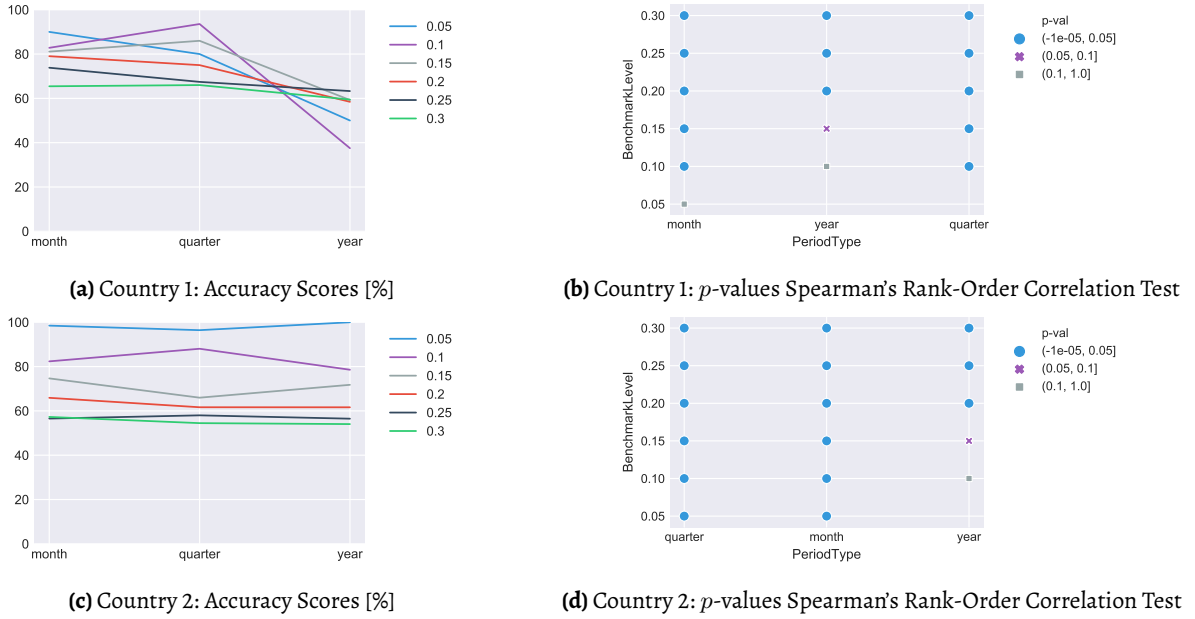 100
80
60
40
20
0
month
quarter
year
0.05
0.1
0.15
0.2
0.25
0.3
(a) Country 1: Accuracy Scores [%]
BenchmarkLevel
0.30
0.25
0.20
0.15
0.10
0.05
month
year
quarter
PeriodType
p-val
(-1e-05, 0.05]
(0.05, 0.1]
(0.1, 1.0]
(b) Country 1: p-values Spearman’s Rank-Order Correlation Test
100
80
60
40
20
0
month
quarter
year
0.05
0.1
0.15
0.2
0.25
0.3
(c) Country 2: Accuracy Scores [%]
BenchmarkLevel
0.30
0.25
0.20
0.15
0.10
0.05
quarter
month
year
PeriodType
p-val
(-1e-05, 0.05]
(0.05, 0.1]
(0.1, 1.0]
(d) Country 2: p-values Spearman’s Rank-Order Correlation Test